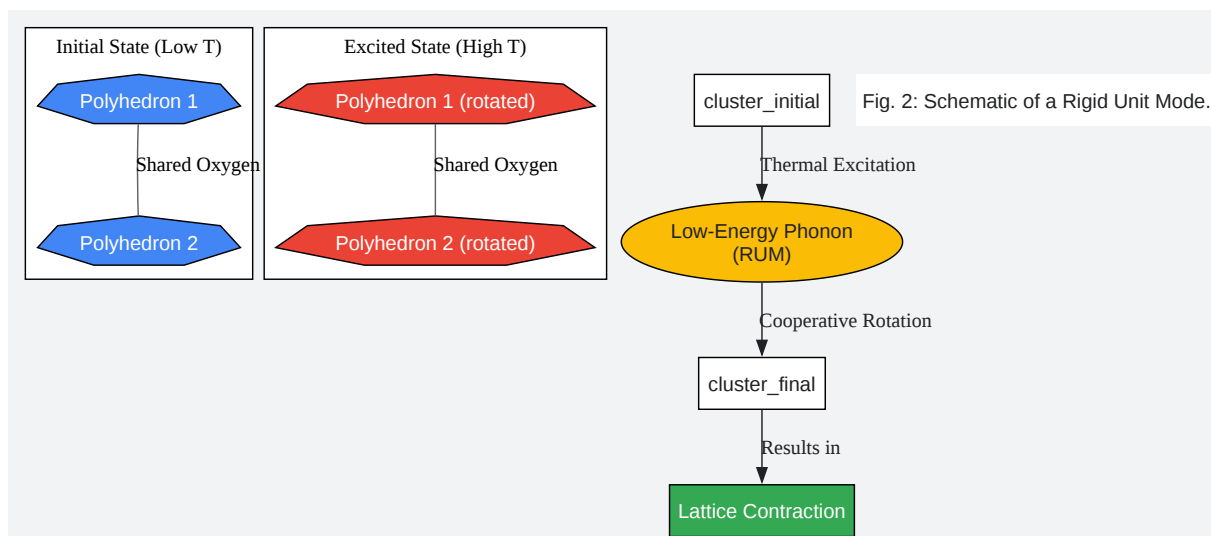 Initial State (Low T)
Polyhedron 1
Shared Oxygen
Polyhedron 2
Excited State (High T)
Polyhedron 1 (rotated)
Shared Oxygen
Polyhedron 2 (rotated)
cluster_initial
Thermal Excitation
Low-Energy Phonon
(RUM)
Cooperative Rotation
cluster_final
Results in
Lattice Contraction
Fig. 2: Schematic of a Rigid Unit Mode.